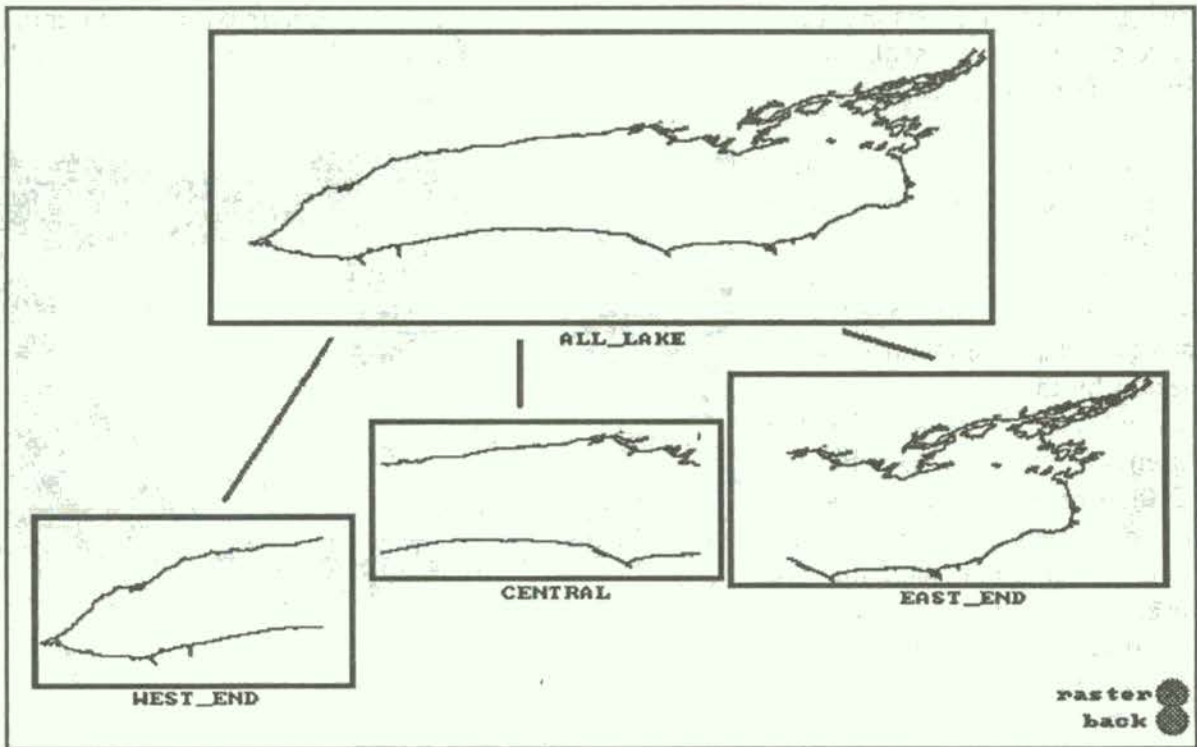 ALL_LAKE
CENTRAL
EAST_END
WEST_END
raster
back